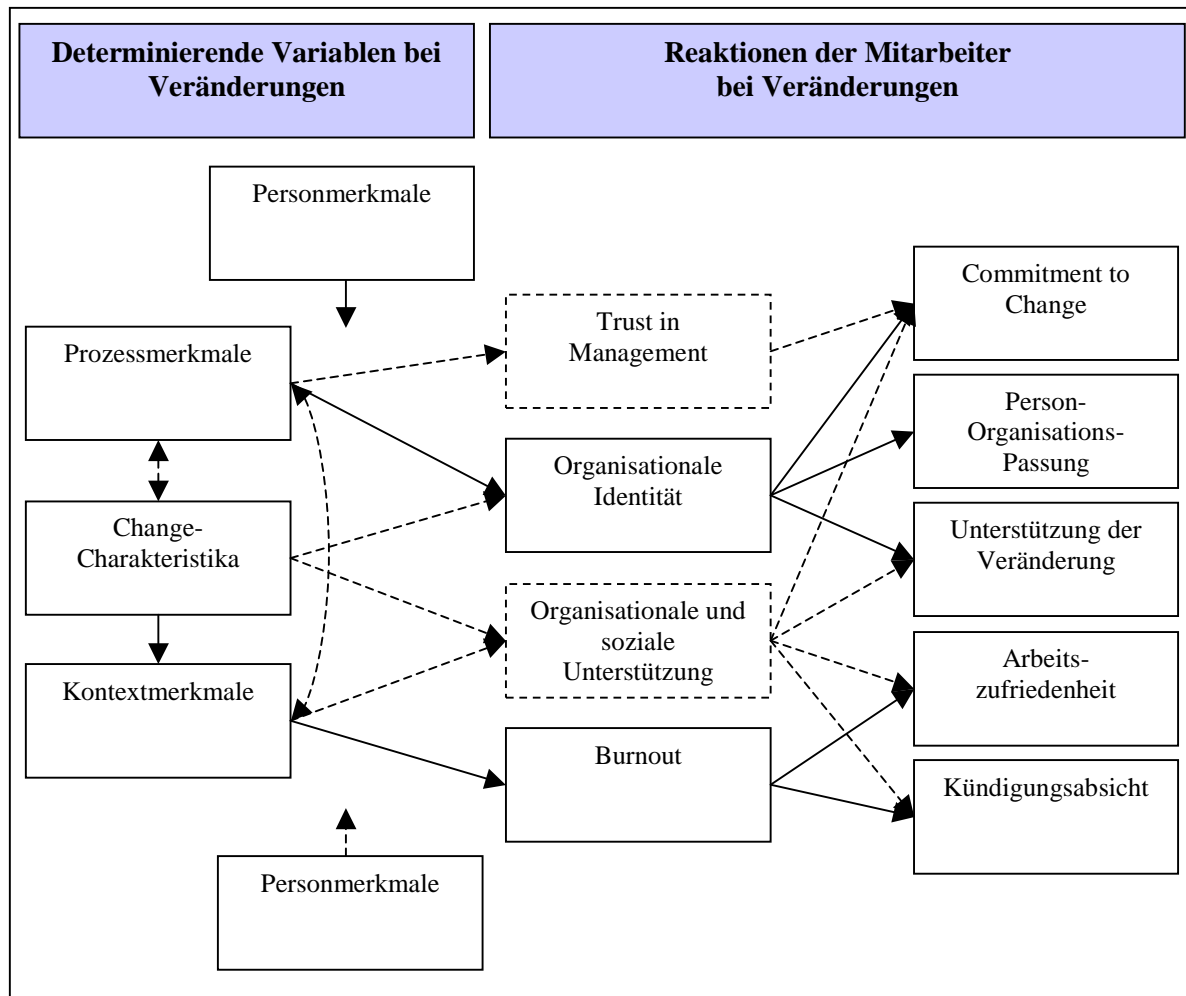 Determinierende Variablen bei
Veränderungen
Reaktionen der Mitarbeiter
bei Veränderungen
Personmerkmale
Prozessmerkmale
Change-
Charakteristika
Kontextmerkmale
Personmerkmale
Trust in
Management
Organisationale
Identität
Organisationale und
soziale
Unterstützung
Burnout
Commitment to
Change
Person-
Organisations-
Passung
Unterstützung der
Veränderung
Arbeits-
zufriedenheit
Kündigungsabsicht